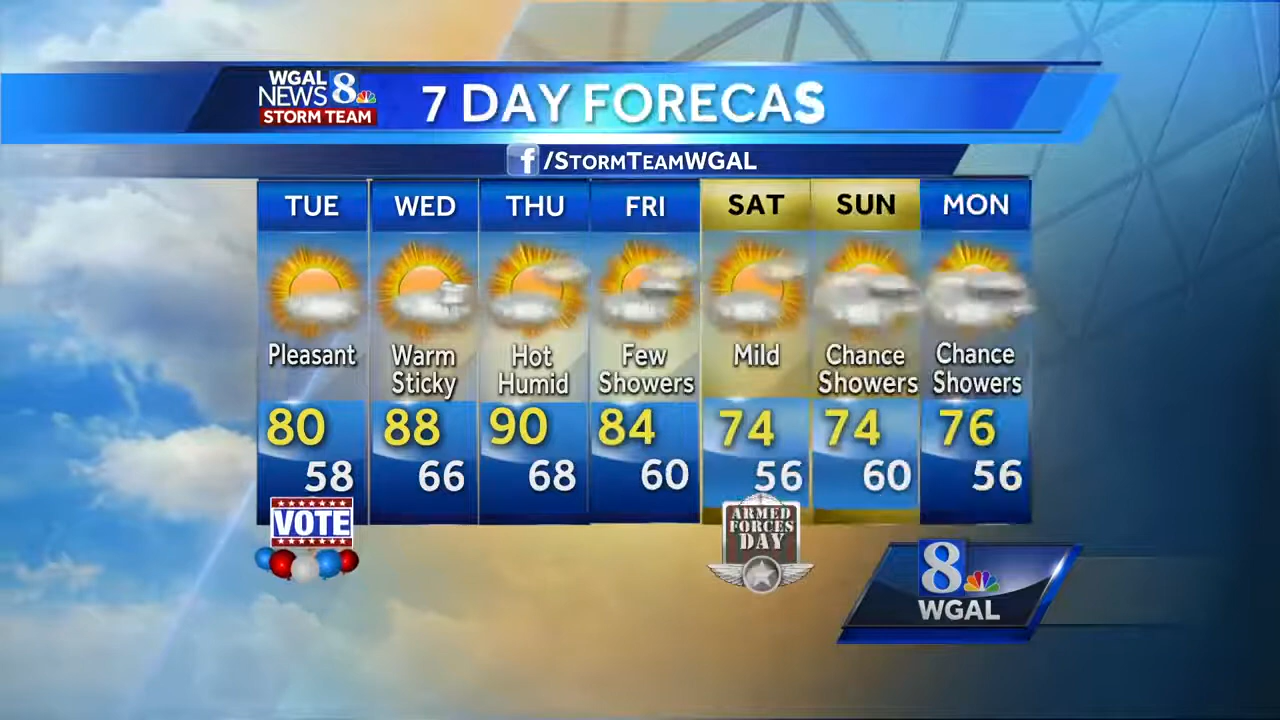 WGAL
NEWS 8
STORM TEAM
7 DAY FORECAS
f /STORMTEAMWGAL
TUE WED THU FRI SAT SUN MON
Pleasant Warm Sticky Hot Humid Few Showers Mild Chance Showers Chance Showers
80 88 90 84 74 74 76
58 66 68 60 56 60 56
VOTE
ARMED
FORCES
DAY
8
WGAL